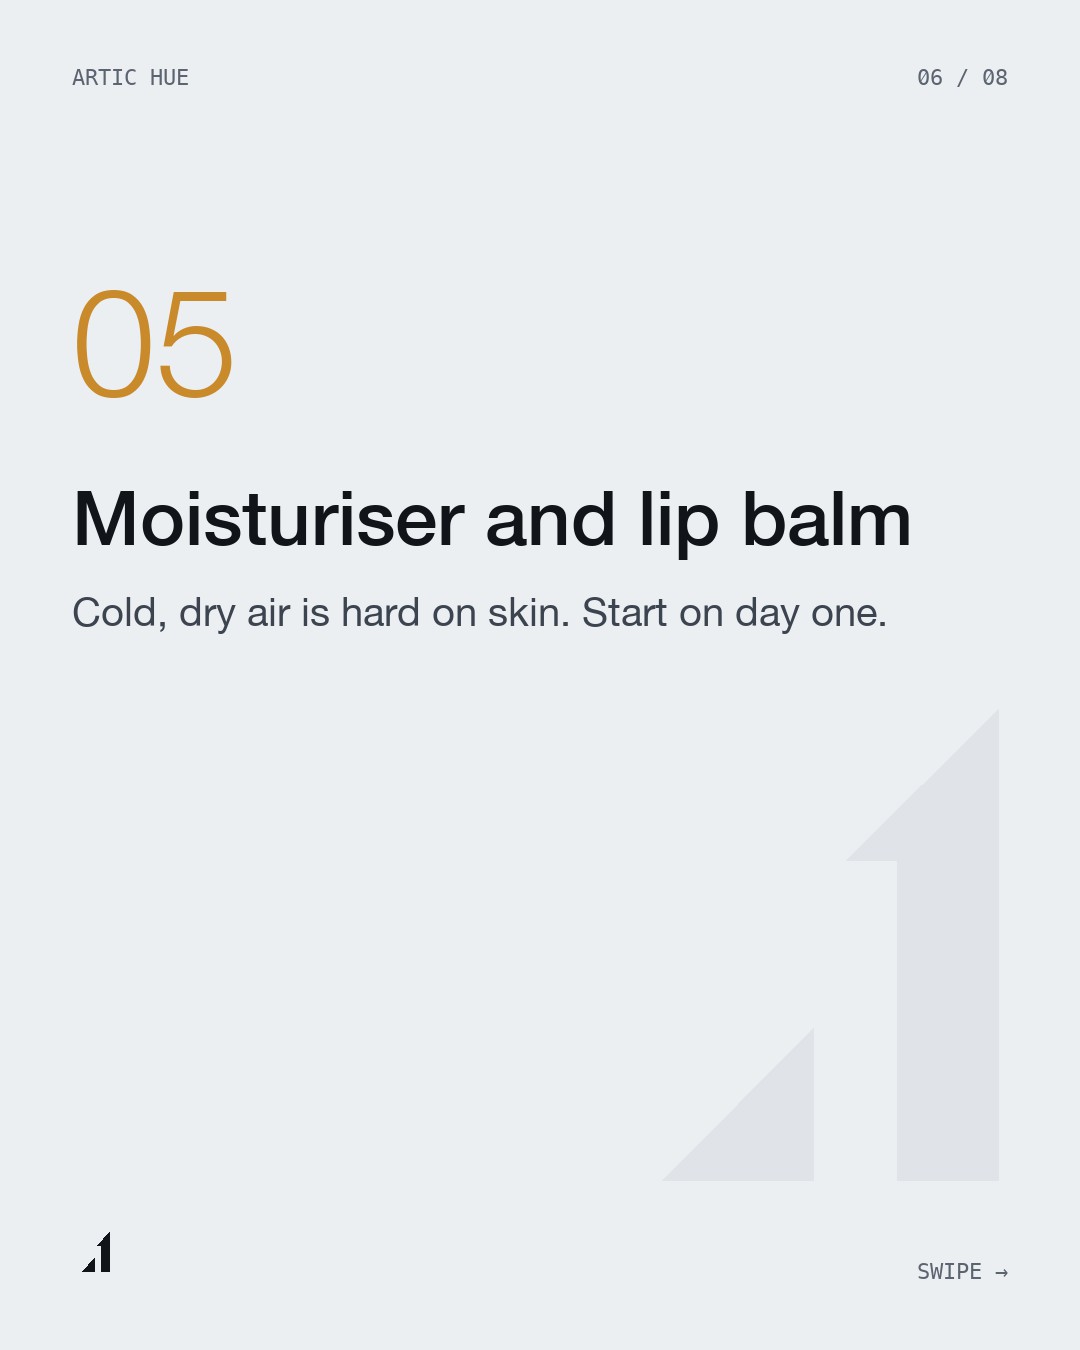 ARTIC HUE
06 / 08
05
Moisturiser and lip balm
Cold, dry air is hard on skin. Start on day one.
SWIPE →